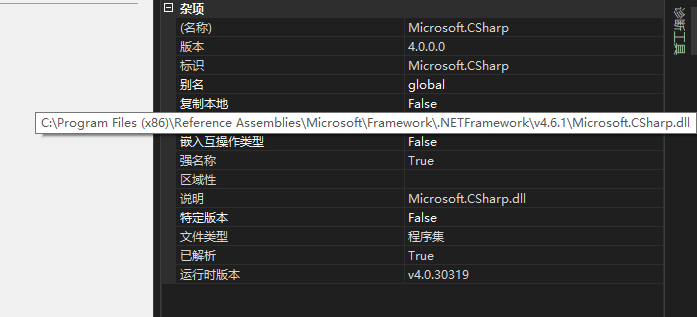 杂项
(名称) Microsoft.CSharp
版本 4.0.0.0
标识 Microsoft.CSharp
别名 global
复制本地 False
C:\Program Files (x86)\Reference Assemblies\Microsoft\Framework\.NETFramework\v4.6.1\Microsoft.CSharp.dll
嵌入互操作类型 False
强名称 True
区域性
说明 Microsoft.CSharp.dll
特定版本 False
文件类型 程序集
已解析 True
运行时版本 v4.0.30319
诊断工具